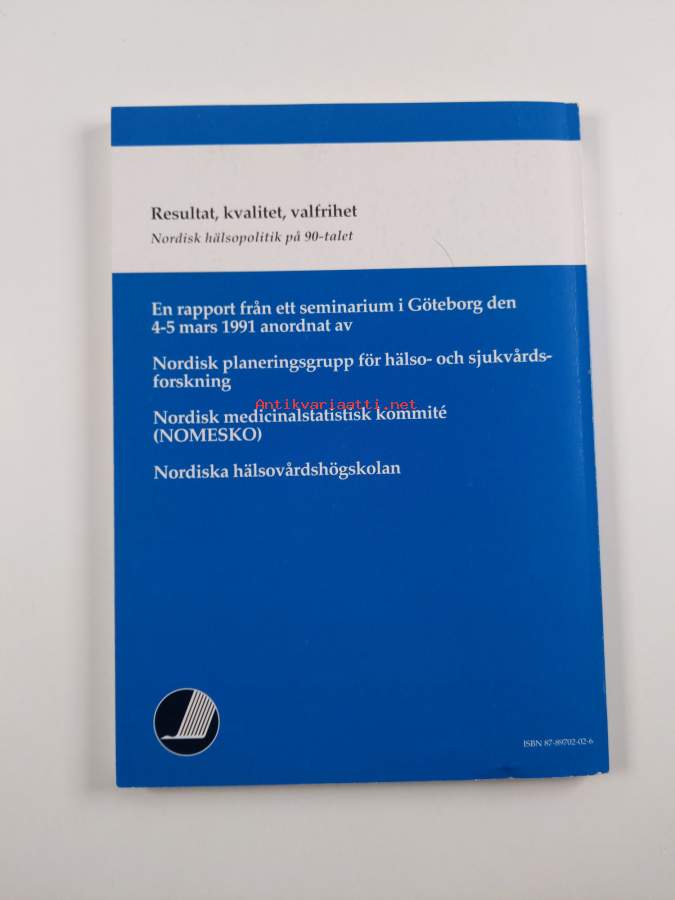 Resultat, kvalitet, valfrihet
Nordisk hälsopolitik på 90-talet
En rapport från ett seminarium i Göteborg den
4-5 mars 1991 anordnat av
Nordisk planeringsgrupp för hälso- och sjukvårds-
forskning
Antikvariaatti.net
Nordisk medicinalstatistisk kommité
(NOMESKO)
Nordiska hälsovårdshögskolan
ISBN 87-89702-02-6